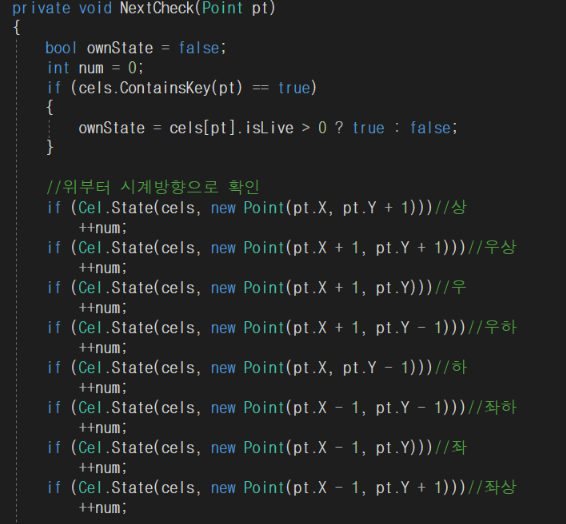 private void NextCheck(Point pt)
{
bool ownState = false;
int num = 0;
if (cels.ContainsKey(pt) == true)
{
ownState = cels[pt].isLive > 0 ? true : false;
}
//위부터 시게방향으로 확인
if (Cel.State(cels, new Point(pt.X, pt.Y + 1)))//상
++num;
if (Cel.State(cels, new Point(pt.X + 1, pt.Y + 1)))//우상
++num;
if (Cel.State(cels, new Point(pt.X + 1, pt.Y)))//우
++num;
if (Cel.State(cels, new Point(pt.X + 1, pt.Y - 1)))//우하
++num;
if (Cel.State(cels, new Point(pt.X, pt.Y - 1)))//하
++num;
if (Cel.State(cels, new Point(pt.X - 1, pt.Y - 1)))//좌하
++num;
if (Cel.State(cels, new Point(pt.X - 1, pt.Y)))//좌
++num;
if (Cel.State(cels, new Point(pt.X - 1, pt.Y + 1)))//좌상
++num;